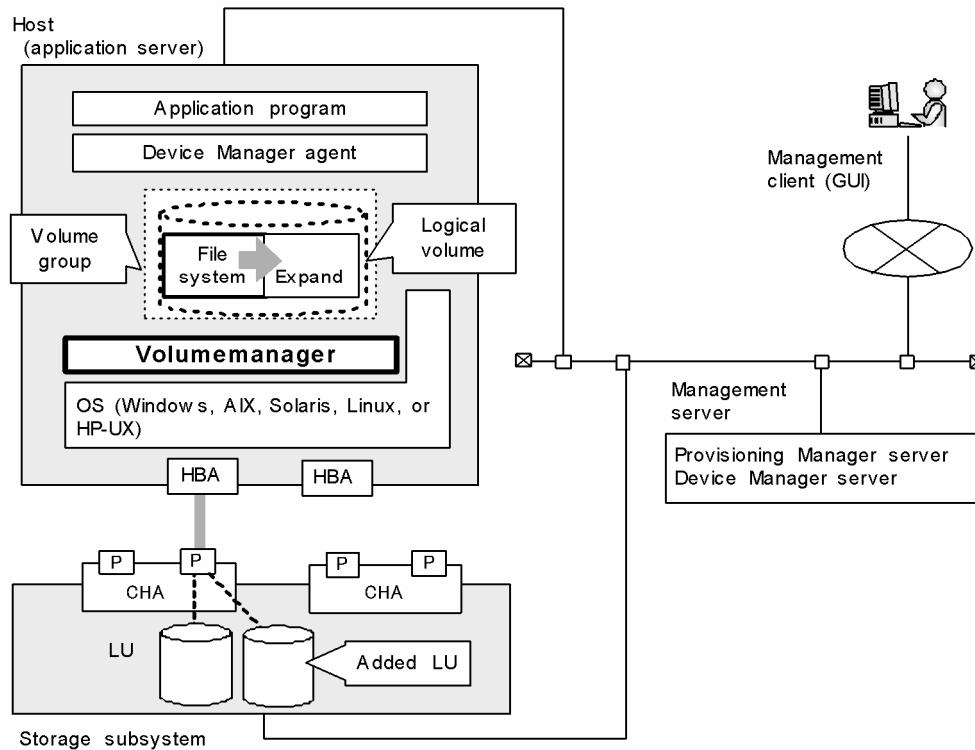 Host
(application server)
Application program
Device Manager agent
Volume
group
File
system
Expand
Logical
volume
Volumemanager
OS (Windows, AIX, Solaris, Linux, or
HP-UX)
HBA
HBA
P
P
CHA
P
P
CHA
LU
Added LU
Storage subsystem
Management
client (GUI)
Management
server
Provisioning Manager server
Device Manager server